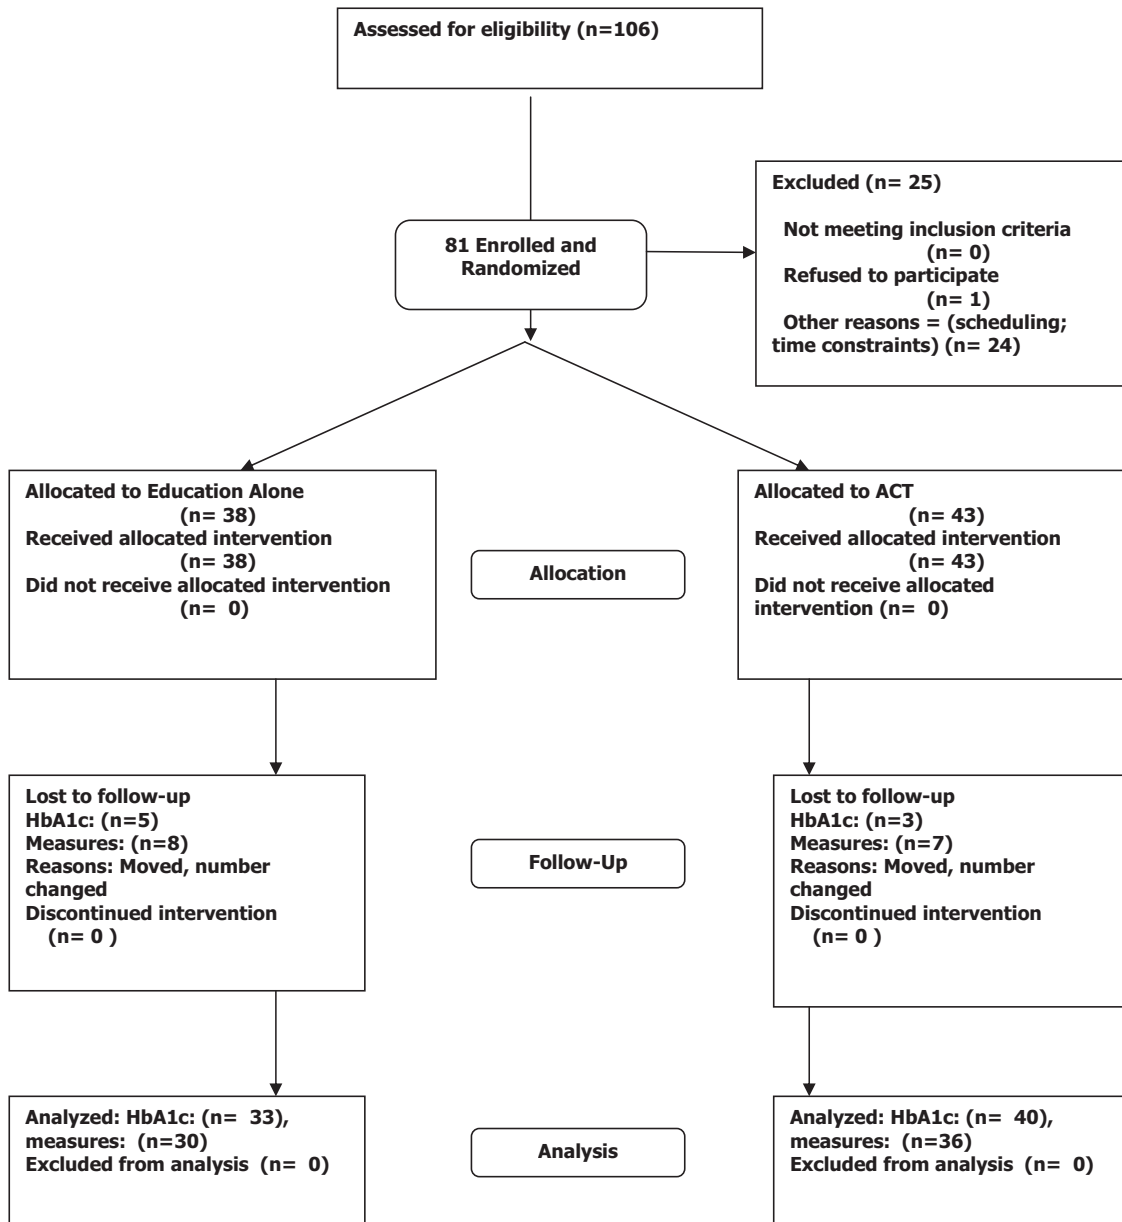 Assessed for eligibility (n=106)
Excluded (n= 25)
Not meeting inclusion criteria
(n= 0)
Refused to participate
(n= 1)
Other reasons = (scheduling;
time constraints) (n= 24)
81 Enrolled and
Randomized
Allocated to Education Alone
(n= 38)
Received allocated intervention
(n= 38)
Did not receive allocated intervention
(n=  0)
Allocation
Allocated to ACT
(n= 43)
Received allocated intervention
(n= 43)
Did not receive allocated
intervention (n=  0)
Lost to follow-up
HbA1c: (n=5)
Measures: (n=8)
Reasons: Moved, number
changed
Discontinued intervention
(n= 0 )
Follow-Up
Lost to follow-up
HbA1c: (n=3)
Measures: (n=7)
Reasons: Moved, number
changed
Discontinued intervention
(n= 0 )
Analyzed: HbA1c: (n=  33),
measures:  (n=30)
Excluded from analysis  (n=  0)
Analysis
Analyzed: HbA1c: (n=  40),
measures:  (n=36)
Excluded from analysis  (n=  0)